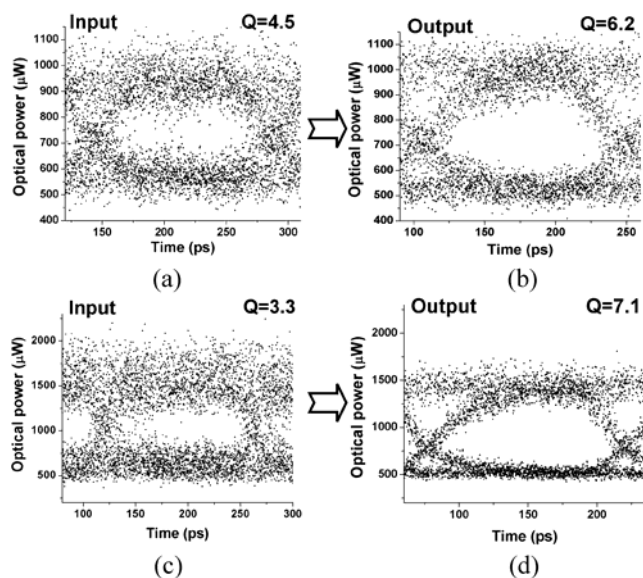 Input Q=4.5
Output Q=6.2
Optical power (µW)
1100
1000
900
800
700
600
500
400
150 200 250 300
Time (ps)
Optical power (µW)
1100
1000
900
800
700
600
500
400
100 150 200 250
Time (ps)
(a)
(b)
Input Q=3.3
Output Q=7.1
Optical power (µW)
2000
1500
1000
500
100 150 200 250 300
Time (ps)
Optical power (µW)
2000
1500
1000
500
100 150 200
Time (ps)
(c)
(d)